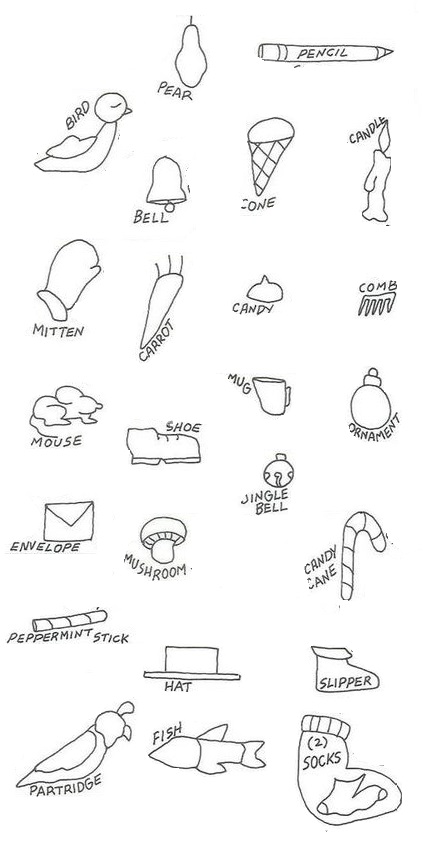 PENCIL
PEAR
BIRD
CANDLE
CONE
BELL
MITTEN
CARROT
CANDY
COMB
MUG
MOUSE
SHOE
ORNAMENT
JINGLE
BELL
ENVELOPE
MUSHROOM
CANDY
CANE
PEPPERMINT STICK
HAT
SLIPPER
FISH
(2)
SOCKS
PARTRIDGE